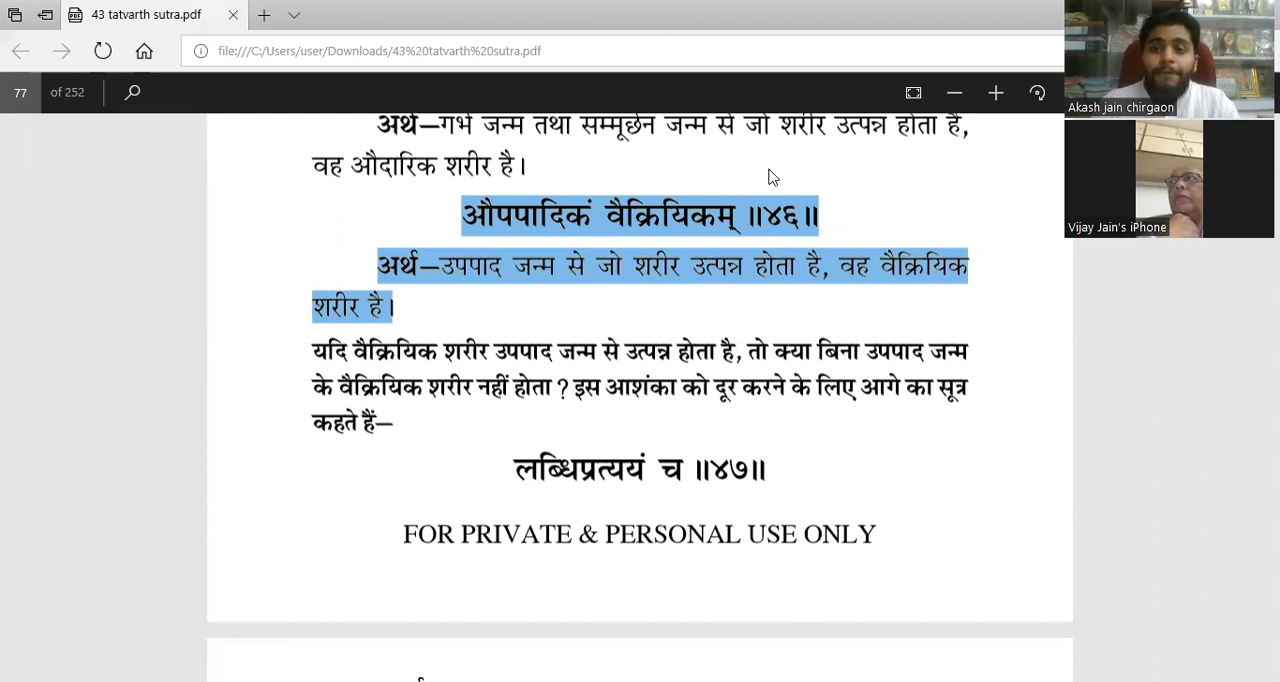 43 tatvarth sutra.pdf
file:///C:/Users/user/Downloads/43%20tatvarth%20sutra.pdf
77 of 252
Akash jain chirgaon
Vijay Jain's iPhone
अर्थ—गर्भ जन्म तथा सम्मूर्छन जन्म से जो शरीर उत्पन्न होता है,
वह औदारिक शरीर है।
औपपादिकं वैक्रियिकम् ॥४६॥
अर्थ—उपपाद जन्म से जो शरीर उत्पन्न होता है, वह वैक्रियिक
शरीर है।
यदि वैक्रियिक शरीर उपपाद जन्म से उत्पन्न होता है, तो क्या बिना उपपाद जन्म
के वैक्रियिक शरीर नहीं होता ? इस आशंका को दूर करने के लिए आगे का सूत्र
कहते हैं—
लब्धिप्रत्ययं च ॥४७॥
FOR PRIVATE & PERSONAL USE ONLY